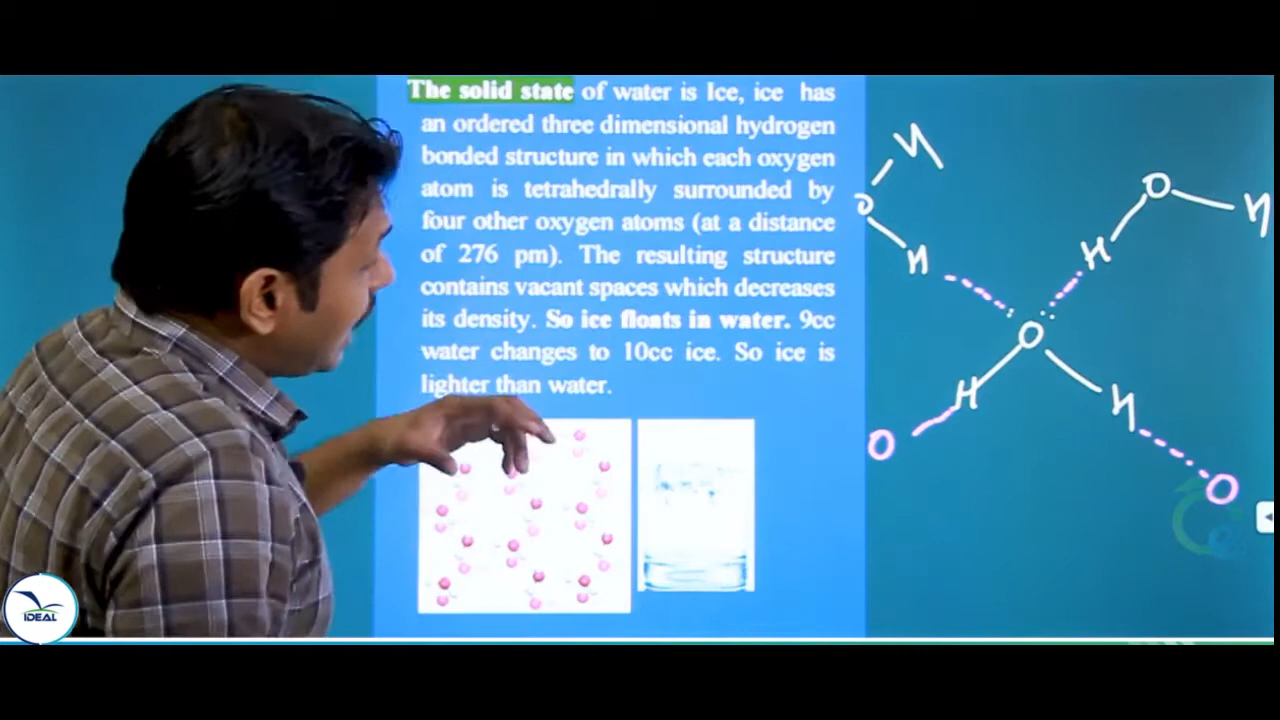 The solid state of water is Ice, ice has
an ordered three dimensional hydrogen
bonded structure in which each oxygen
atom is tetrahedrally surrounded by
four other oxygen atoms (at a distance
of 276 pm). The resulting structure
contains vacant spaces which decreases
its density. So ice floats in water. 9cc
water changes to 10cc ice. So ice is
lighter than water.
H
O
O
H
H
H
O
H
H
O
O
IDEAL